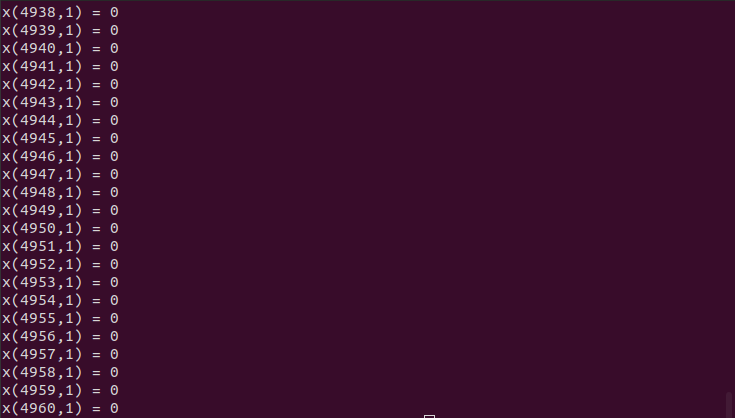 x(4938,1) = 0
x(4939,1) = 0
x(4940,1) = 0
x(4941,1) = 0
x(4942,1) = 0
x(4943,1) = 0
x(4944,1) = 0
x(4945,1) = 0
x(4946,1) = 0
x(4947,1) = 0
x(4948,1) = 0
x(4949,1) = 0
x(4950,1) = 0
x(4951,1) = 0
x(4952,1) = 0
x(4953,1) = 0
x(4954,1) = 0
x(4955,1) = 0
x(4956,1) = 0
x(4957,1) = 0
x(4958,1) = 0
x(4959,1) = 0
x(4960,1) = 0